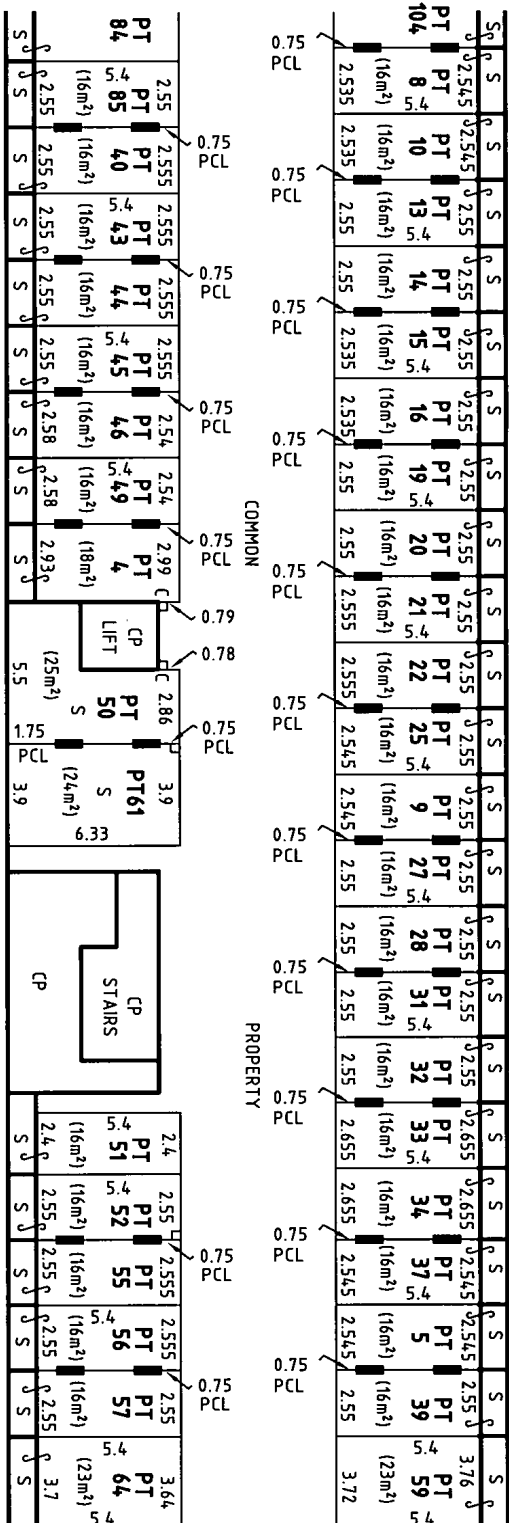 S
PT
104
0.75
PCL
S
2.545
PT
8
5.4
(16m²)
2.535
S
2.545
PT
10
(16m²)
2.535
0.75
PCL
S
2.55
PT
13
5.4
(16m²)
2.55
S
2.55
PT
14
(16m²)
2.55
0.75
PCL
S
2.55
PT
15
5.4
(16m²)
2.535
S
2.55
PT
16
(16m²)
2.535
0.75
PCL
S
2.55
PT
19
5.4
(16m²)
2.55
S
2.55
PT
20
(16m²)
2.55
0.75
PCL
S
2.55
PT
21
5.4
(16m²)
2.555
S
2.55
PT
22
(16m²)
2.555
0.75
PCL
S
2.55
PT
25
5.4
(16m²)
2.545
S
2.55
PT
9
(16m²)
2.545
0.75
PCL
S
2.55
PT
27
5.4
(16m²)
2.55
S
2.55
PT
28
(16m²)
2.55
0.75
PCL
S
2.55
PT
31
5.4
(16m²)
2.55
S
2.55
PT
32
(16m²)
2.55
0.75
PCL
S
2.655
PT
33
5.4
(16m²)
2.655
S
2.655
PT
34
(16m²)
2.655
0.75
PCL
S
2.545
PT
37
5.4
(16m²)
2.545
S
2.545
PT
5
(16m²)
2.545
0.75
PCL
S
2.55
PT
39
(16m²)
2.55
S
3.76
5.4
PT
59
(23m²)
3.72
5.4
COMMON
PROPERTY
PT
84
S
2.55
5.4
PT
85
(16m²)
2.55
S
0.75
PCL
2.555
PT
40
(16m²)
2.55
S
2.555
5.4
PT
43
(16m²)
2.55
S
0.75
PCL
2.555
PT
44
(16m²)
2.55
S
2.555
5.4
PT
45
(16m²)
2.55
S
0.75
PCL
2.54
PT
46
(16m²)
2.58
S
2.54
5.4
PT
49
(16m²)
2.58
S
0.75
PCL
2.99
PT
4
(18m²)
2.93
S
C
0.79
CP
LIFT
0.78
C
2.86
PT
50
S
(25m²)
5.5
0.75
PCL
1.75
PCL
3.9
PT61
S
(24m²)
3.9
6.33
CP
STAIRS
CP
2.4
5.4
PT
51
(16m²)
2.4
S
2.55
5.4
PT
52
(16m²)
2.55
S
0.75
PCL
2.555
PT
55
(16m²)
2.55
S
2.555
5.4
PT
56
(16m²)
2.55
S
0.75
PCL
2.55
PT
57
(16m²)
2.55
S
3.64
5.4
PT
64
(23m²)
3.7
S
5.4